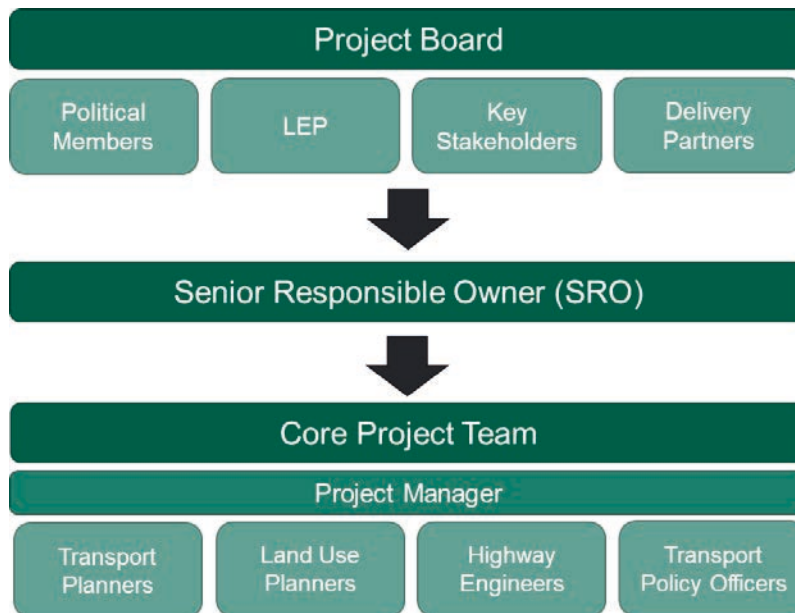 Project Board
Political
Members
LEP
Key
Stakeholders
Delivery
Partners
Senior Responsible Owner (SRO)
Core Project Team
Project Manager
Transport
Planners
Land Use
Planners
Highway
Engineers
Transport
Policy Officers